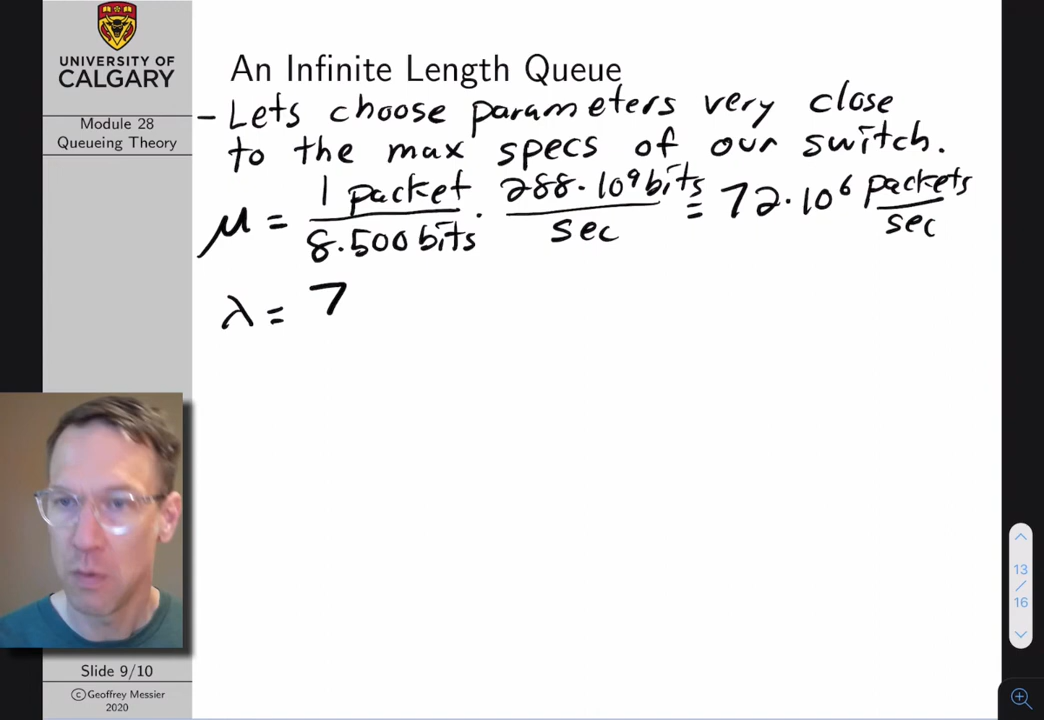 UNIVERSITY OF
CALGARY
Module 28
Queueing Theory
An Infinite Length Queue
- Lets choose parameters very close
to the max specs of our switch.
μ = 1 packet / 8·500 bits · 288·10⁹ bits / sec = 72·10⁶ packets / sec
λ = 7
13
/
16
Slide 9/10
©Geoffrey Messier
2020